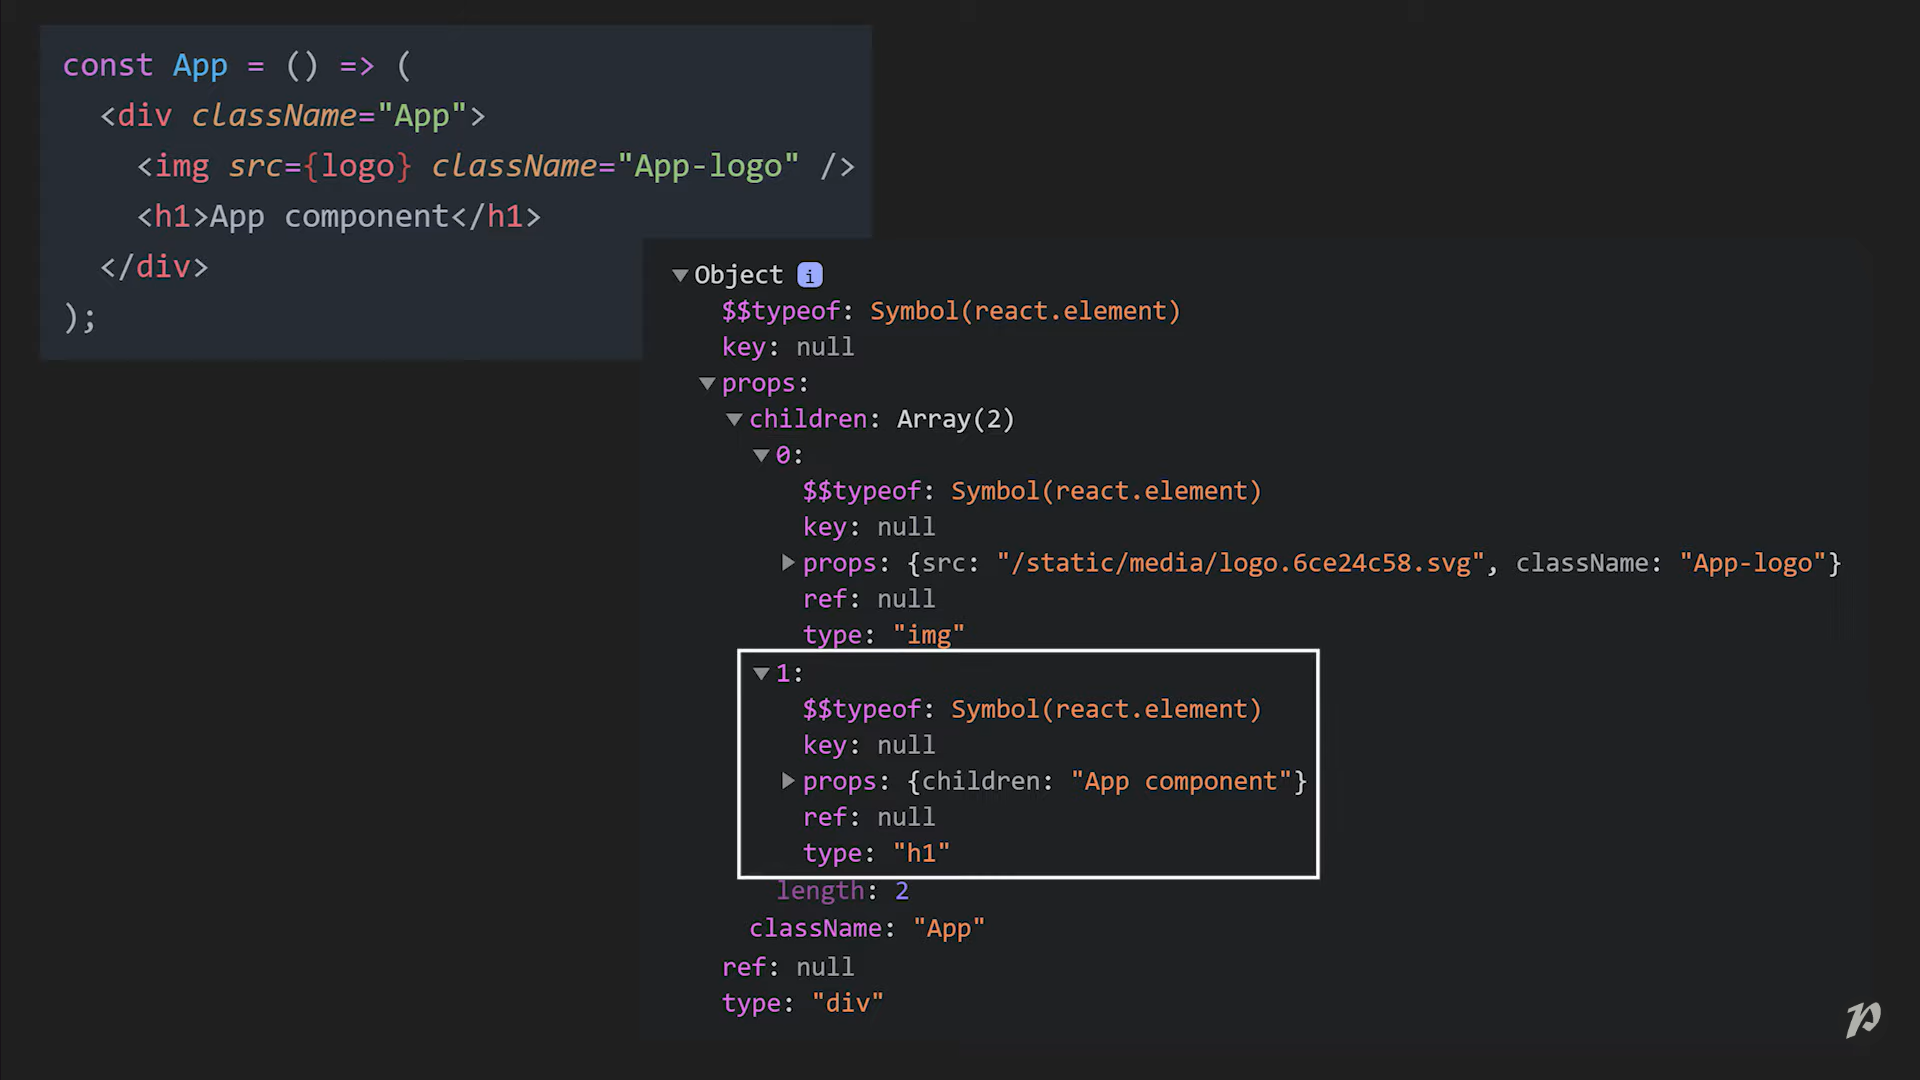 const App = () => (
<div className="App">
<img src={logo} className="App-logo" />
<h1>App component</h1>
</div>
);
Object i
$$typeof: Symbol(react.element)
key: null
props:
children: Array(2)
0:
$$typeof: Symbol(react.element)
key: null
props: {src: "/static/media/logo.6ce24c58.svg", className: "App-logo"}
ref: null
type: "img"
1:
$$typeof: Symbol(react.element)
key: null
props: {children: "App component"}
ref: null
type: "h1"
length: 2
className: "App"
ref: null
type: "div"
p